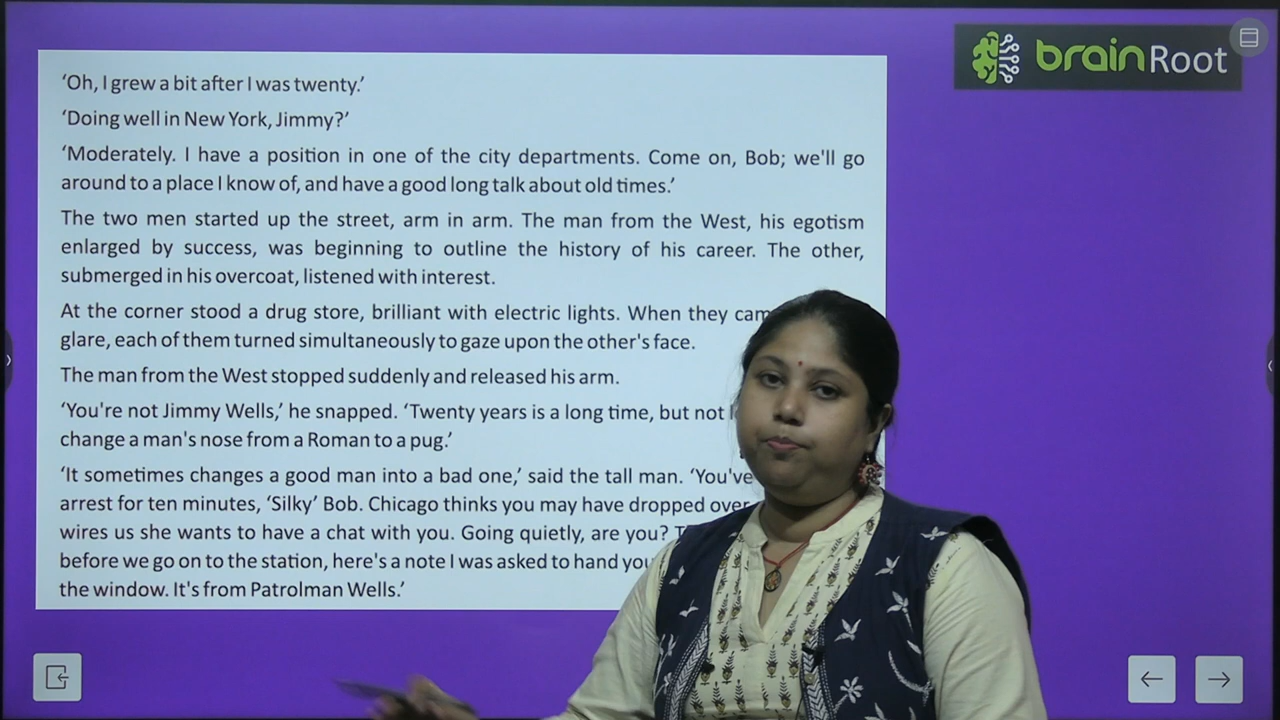 brainRoot
‘Oh, I grew a bit after I was twenty.’
‘Doing well in New York, Jimmy?’
‘Moderately. I have a position in one of the city departments. Come on, Bob; we'll go
around to a place I know of, and have a good long talk about old times.’
The two men started up the street, arm in arm. The man from the West, his egotism
enlarged by success, was beginning to outline the history of his career. The other,
submerged in his overcoat, listened with interest.
At the corner stood a drug store, brilliant with electric lights. When they
glare, each of them turned simultaneously to gaze upon the other's face.
The man from the West stopped suddenly and released his arm.
‘You're not Jimmy Wells,’ he snapped. ‘Twenty years is a long time, but not
change a man's nose from a Roman to a pug.’
‘It sometimes changes a good man into a bad one,’ said the tall man. ‘You've
arrest for ten minutes, ‘Silky’ Bob. Chicago thinks you may have dropped over
wires us she wants to have a chat with you. Going quietly, are you?
before we go on to the station, here's a note I was asked to hand
the window. It's from Patrolman Wells.’